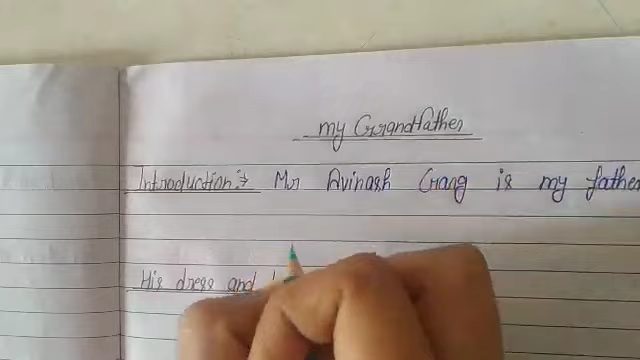 my Grandfather
Introduction:→ Mr Avinash Garg is my father
His dress and